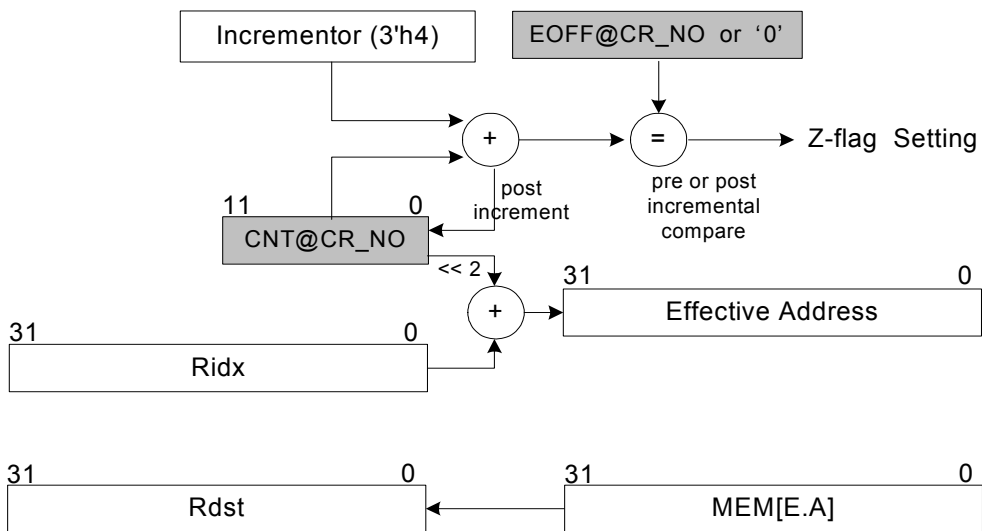 Incrementor (3'h4)
EOFF@CR_NO or ‘0’
+
=
Z-flag Setting
post
increment
pre or post
incremental
compare
11 0
CNT@CR_NO
<< 2
+
31 0
Effective Address
31 0
Ridx
31 0
Rdst
31 0
MEM[E.A]